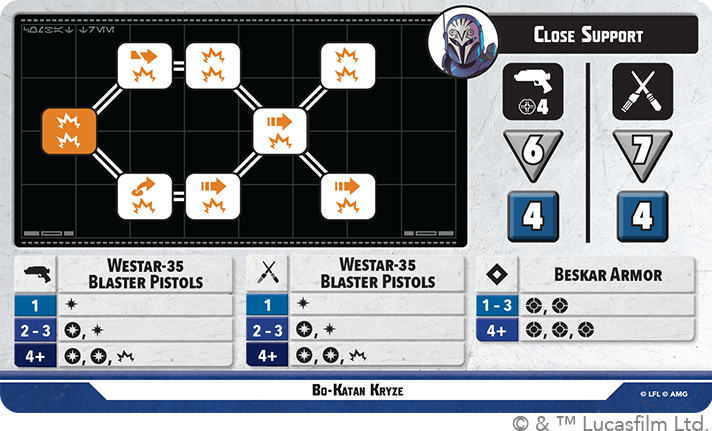 CLOSE SUPPORT
4
6
7
4
4
WESTAR-35
BLASTER PISTOLS
1
2 - 3
,
4+
, ,
WESTAR-35
BLASTER PISTOLS
1
2 - 3
,
4+
, ,
BESKAR ARMOR
1 - 3
,
4+
, ,
BO-KATAN KRYZE
© LFL © AMG
© & ™ Lucasfilm Ltd.